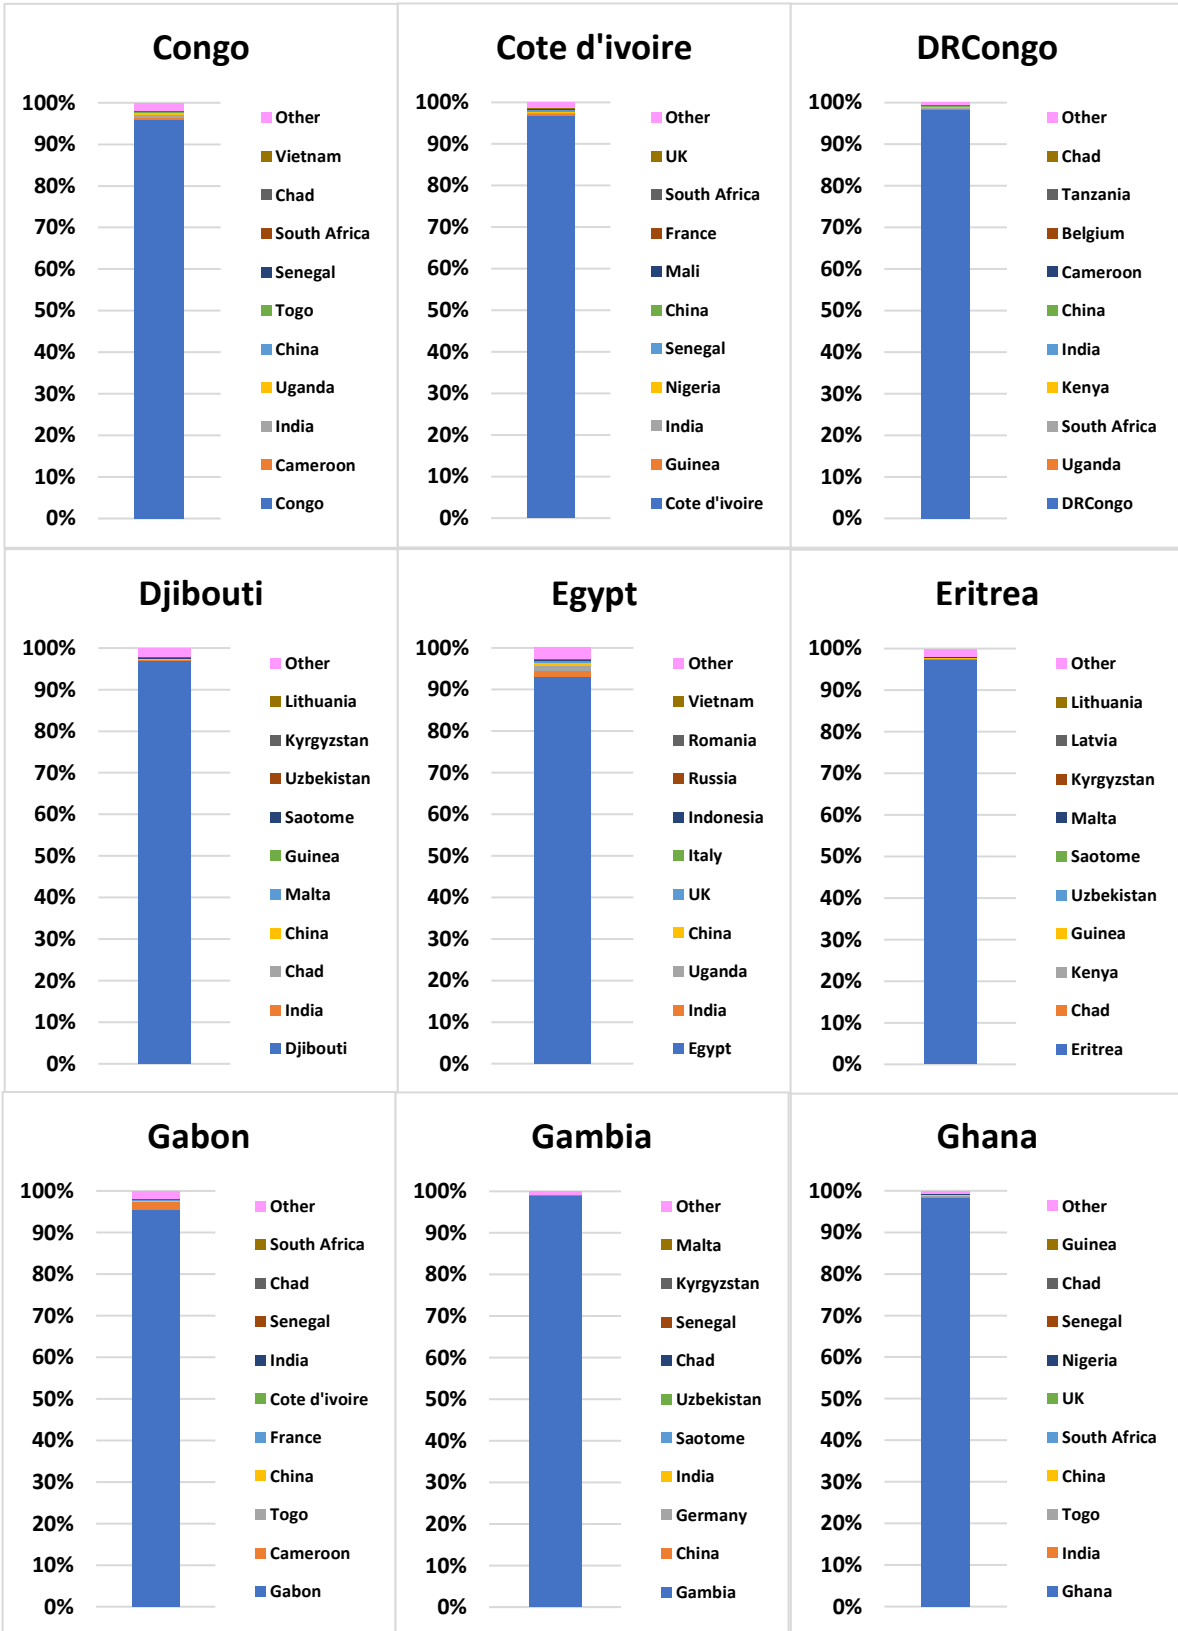 Congo
100%
90%
80%
70%
60%
50%
40%
30%
20%
10%
0%
Other
Vietnam
Chad
South Africa
Senegal
Togo
China
Uganda
India
Cameroon
Congo
Cote d'ivoire
100%
90%
80%
70%
60%
50%
40%
30%
20%
10%
0%
Other
UK
South Africa
France
Mali
China
Senegal
Nigeria
India
Guinea
Cote d'ivoire
DRCongo
100%
90%
80%
70%
60%
50%
40%
30%
20%
10%
0%
Other
Chad
Tanzania
Belgium
Cameroon
China
India
Kenya
South Africa
Uganda
DRCongo
Djibouti
100%
90%
80%
70%
60%
50%
40%
30%
20%
10%
0%
Other
Lithuania
Kyrgyzstan
Uzbekistan
Saotome
Guinea
Malta
China
Chad
India
Djibouti
Egypt
100%
90%
80%
70%
60%
50%
40%
30%
20%
10%
0%
Other
Vietnam
Romania
Russia
Indonesia
Italy
UK
China
Uganda
India
Egypt
Eritrea
100%
90%
80%
70%
60%
50%
40%
30%
20%
10%
0%
Other
Lithuania
Latvia
Kyrgyzstan
Malta
Saotome
Uzbekistan
Guinea
Kenya
Chad
Eritrea
Gabon
100%
90%
80%
70%
60%
50%
40%
30%
20%
10%
0%
Other
South Africa
Chad
Senegal
India
Cote d'ivoire
France
China
Togo
Cameroon
Gabon
Gambia
100%
90%
80%
70%
60%
50%
40%
30%
20%
10%
0%
Other
Malta
Kyrgyzstan
Senegal
Chad
Uzbekistan
Saotome
India
Germany
China
Gambia
Ghana
100%
90%
80%
70%
60%
50%
40%
30%
20%
10%
0%
Other
Guinea
Chad
Senegal
Nigeria
UK
South Africa
China
Togo
India
Ghana